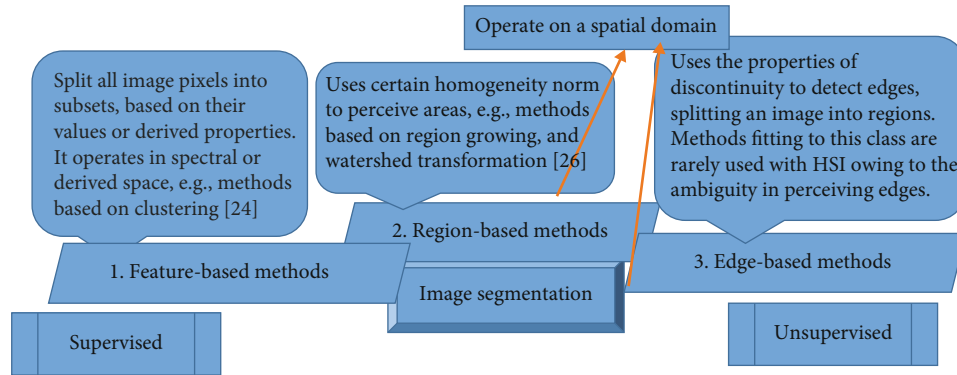 Operate on a spatial domain
Split all image pixels into
subsets, based on their
values or derived properties.
It operates in spectral or
derived space, e.g., methods
based on clustering [24]
Uses certain homogeneity norm
to perceive areas, e.g., methods
based on region growing, and
watershed transformation [26]
Uses the properties of
discontinuity to detect edges,
splitting an image into regions.
Methods fitting to this class are
rarely used with HSI owing to the
ambiguity in perceiving edges.
1. Feature-based methods
2. Region-based methods
3. Edge-based methods
Image segmentation
Supervised
Unsupervised